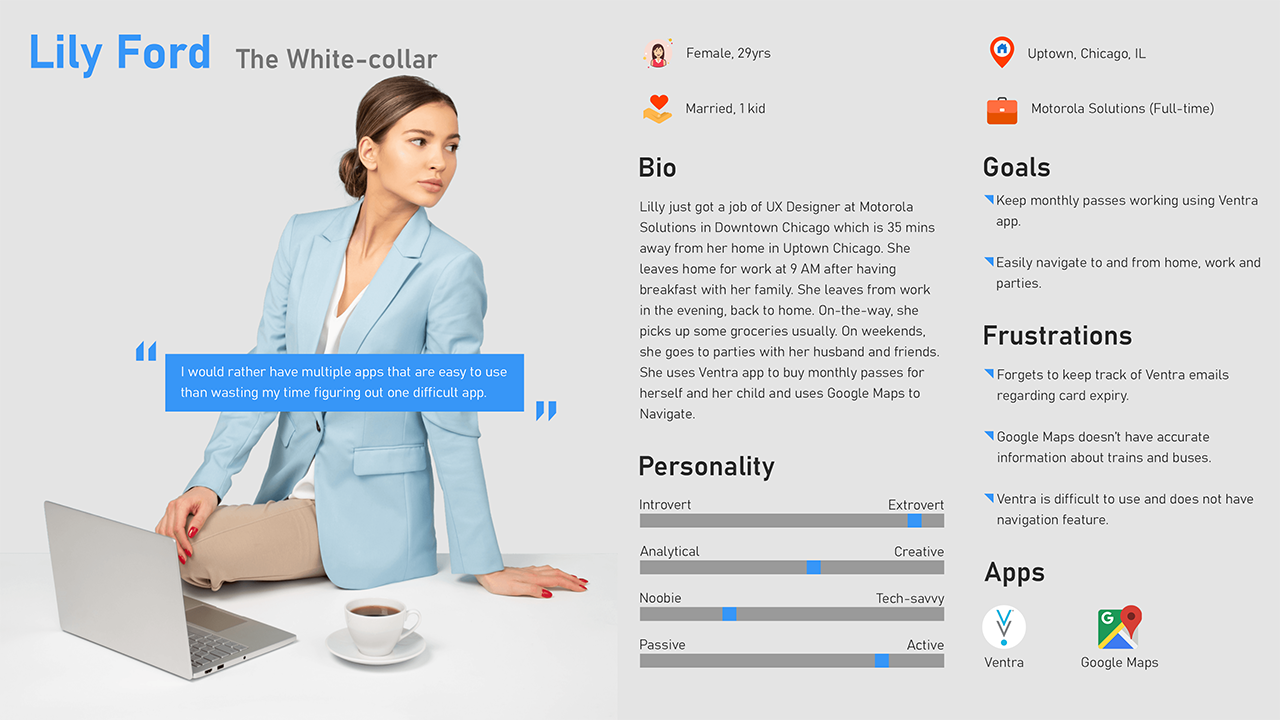 Lily Ford The White-collar
“
I would rather have multiple apps that are easy to use
than wasting my time figuring out one difficult app.
”
Female, 29yrs
Married, 1 kid
Uptown, Chicago, IL
Motorola Solutions (Full-time)
Bio
Lilly just got a job of UX Designer at Motorola
Solutions in Downtown Chicago which is 35 mins
away from her home in Uptown Chicago. She
leaves home for work at 9 AM after having
breakfast with her family. She leaves from work
in the evening, back to home. On-the-way, she
picks up some groceries usually. On weekends,
she goes to parties with her husband and friends.
She uses Ventra app to buy monthly passes for
herself and her child and uses Google Maps to
Navigate.
Personality
Introvert Extrovert
Analytical Creative
Noobie Tech-savvy
Passive Active
Goals
Keep monthly passes working using Ventra
app.
Easily navigate to and from home, work and
parties.
Frustrations
Forgets to keep track of Ventra emails
regarding card expiry.
Google Maps doesn't have accurate
information about trains and buses.
Ventra is difficult to use and does not have
navigation feature.
Apps
G
Ventra Google Maps